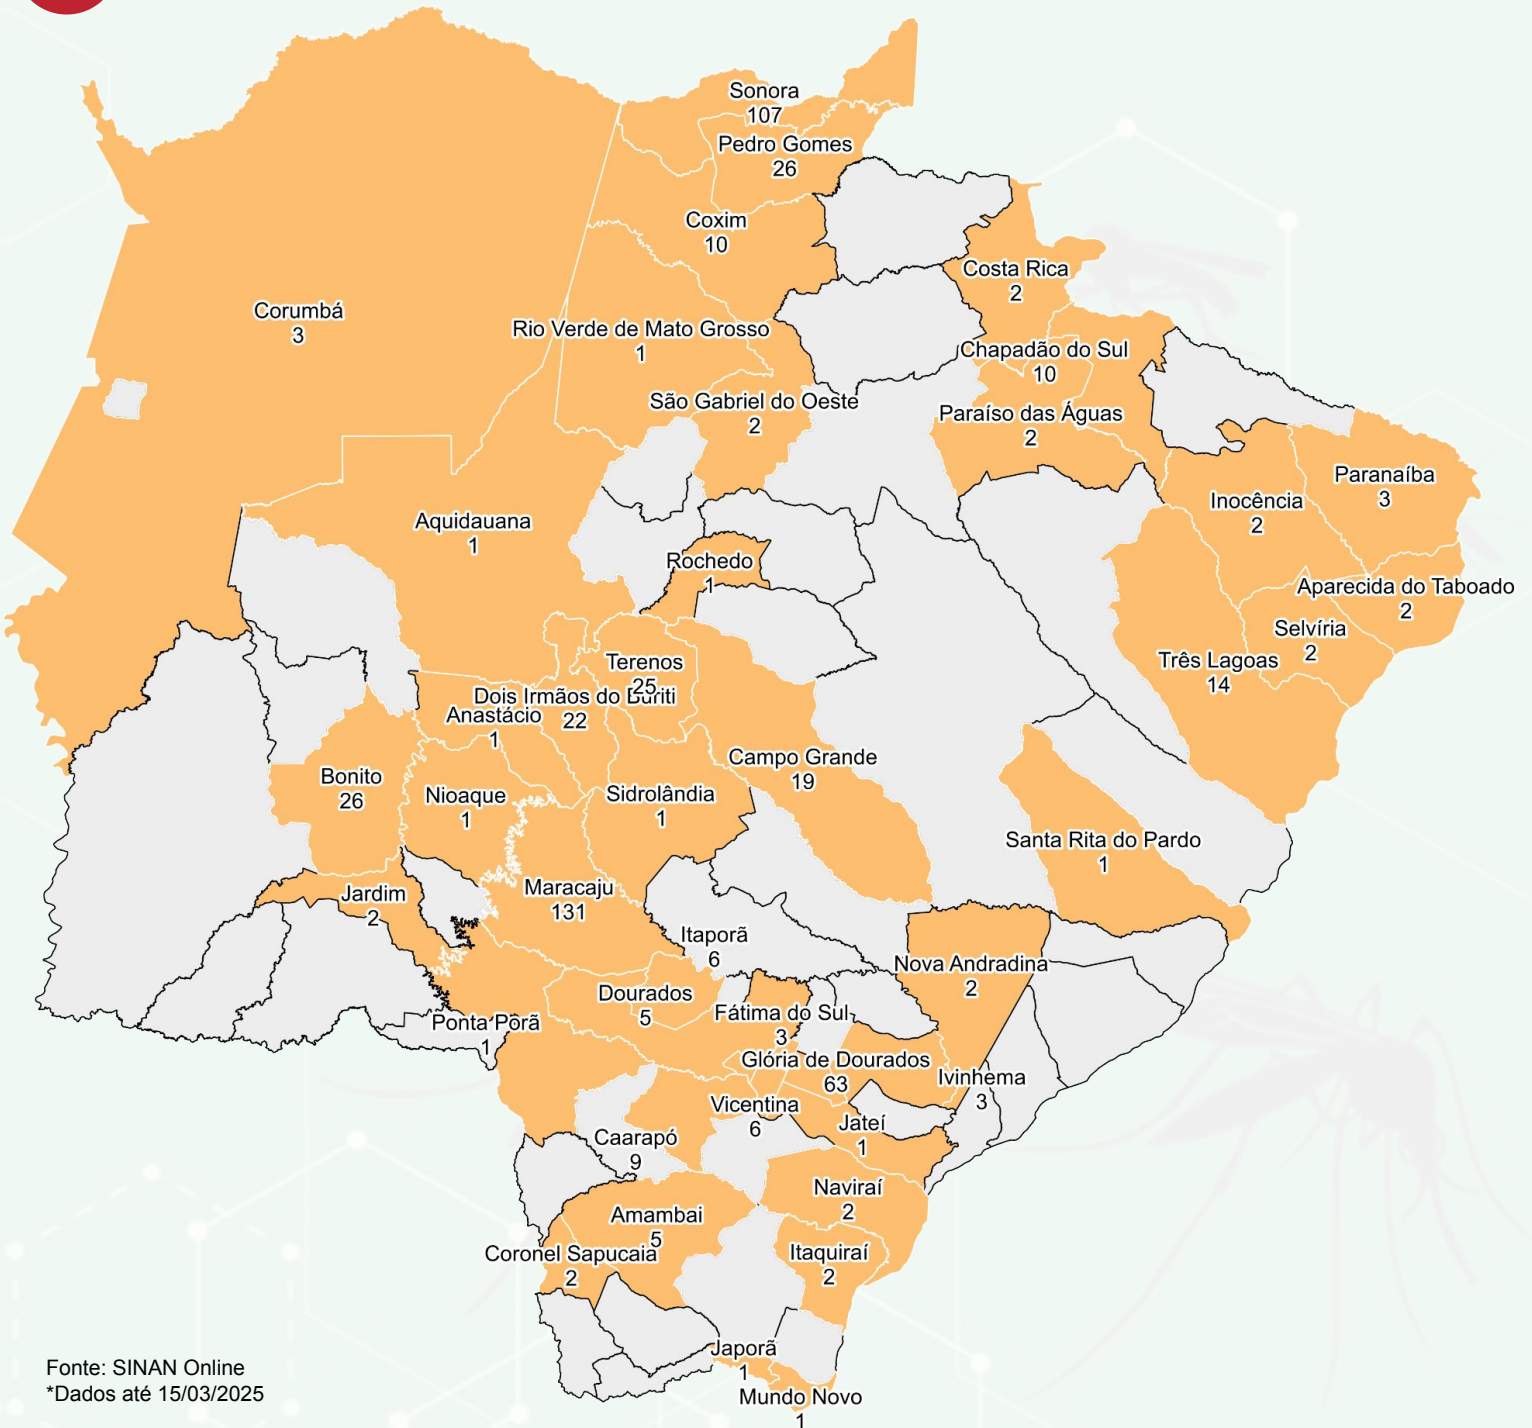 Sonora
107
Pedro Gomes
26
Coxim
10
Costa Rica
2
Corumbá
3
Rio Verde de Mato Grosso
1
Chapadão do Sul
10
São Gabriel do Oeste
2
Paraíso das Águas
2
Paranaíba
3
Inocência
2
Aquidauana
1
Rochedo
1
Aparecida do Taboado
2
Selvíria
2
Três Lagoas
14
Terenos
25
Dois Irmãos do Buriti
22
Anastácio
1
Campo Grande
19
Bonito
26
Nioaque
1
Sidrolândia
1
Santa Rita do Pardo
1
Jardim
2
Maracaju
131
Itaporã
6
Nova Andradina
2
Dourados
5
Fátima do Sul
3
Ponta Porã
1
Glória de Dourados
63
Ivinhema
3
Vicentina
6
Jateí
1
Caarapó
9
Naviraí
2
Amambai
5
Coronel Sapucaia
2
Itaquiraí
2
Japorã
1
Mundo Novo
1
Fonte: SINAN Online
*Dados até 15/03/2025